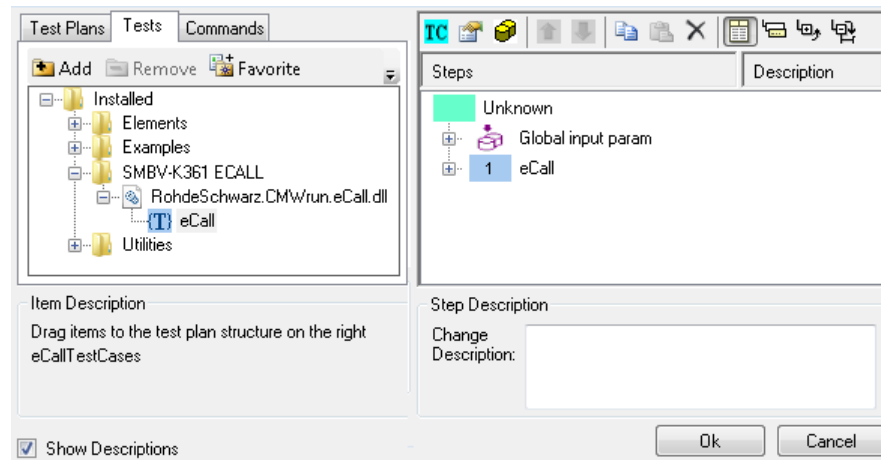 Test Plans Tests Commands
Add Remove Favorite
Installed
Elements
Examples
SMBV-K361 ECALL
RohdeSchwarz.CMWrun.eCall.dll
{T} eCall
Utilities
Item Description
Drag items to the test plan structure on the right
eCallTestCases
Show Descriptions
TC
Steps Description
Unknown
Global input param
1 eCall
Step Description
Change
Description:
Ok Cancel